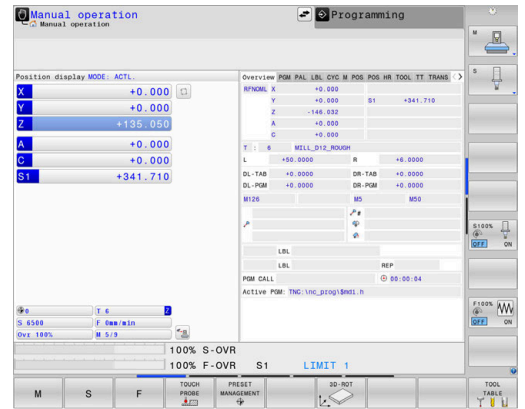 Manual operation
Manual operation
Programming
Position display MODE: ACTL.
X +0.000
Y +0.000
Z +135.050
A +0.000
C +0.000
S1 +341.710
Overview PGM PAL LBL CYC M POS POS HR TOOL TT TRANS
RFNOML X +0.000
Y +0.000 S1 +341.710
Z -146.032
A +0.000
C +0.000
T : 6 MILL_D12_ROUGH
L +50.0000 R +6.0000
DL-TAB +0.0000 DR-TAB +0.0000
DL-PGM +0.0000 DR-PGM +0.0000
M126 M5 M50
P #
P
LBL
LBL REP
PGM CALL 00:00:04
Active PGM: TNC:\nc_prog\$mdi.h
0 T 6 Z
S 6500 F 0mm/min
Ovr 100% M 5/9
100% S-OVR
100% F-OVR S1 LIMIT 1
M
S
F
TOUCH PROBE
PRESET MANAGEMENT
3D-ROT
TOOL TABLE
M
S
S100%
OFF ON
F100%
OFF ON